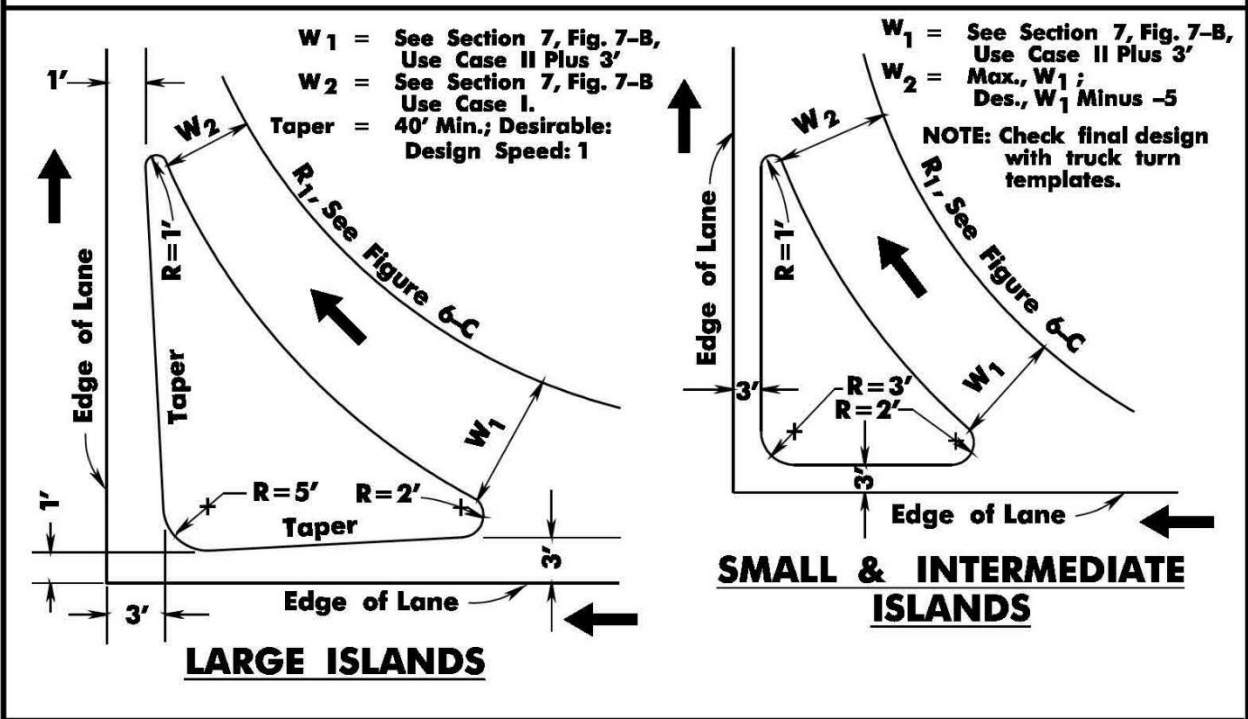 W1 = See Section 7, Fig. 7-B,
Use Case II Plus 3'
W2 = See Section 7, Fig. 7-B
Use Case I.
Taper = 40' Min.; Desirable:
Design Speed: 1
1'
W2
R1, See Figure 6-C
R=1'
Edge of Lane
Taper
W1
R=5'
R=2'
Taper
1'
3'
Edge of Lane
3'
LARGE ISLANDS
W1 = See Section 7, Fig. 7-B,
Use Case II Plus 3'
W2 = Max., W1 ;
Des., W1 Minus -5
NOTE: Check final design
with truck turn
templates.
W2
R1, See Figure 6-C
Edge of Lane
R=1'
3'
R=3'
R=2'
W1
3'
Edge of Lane
SMALL & INTERMEDIATE
ISLANDS